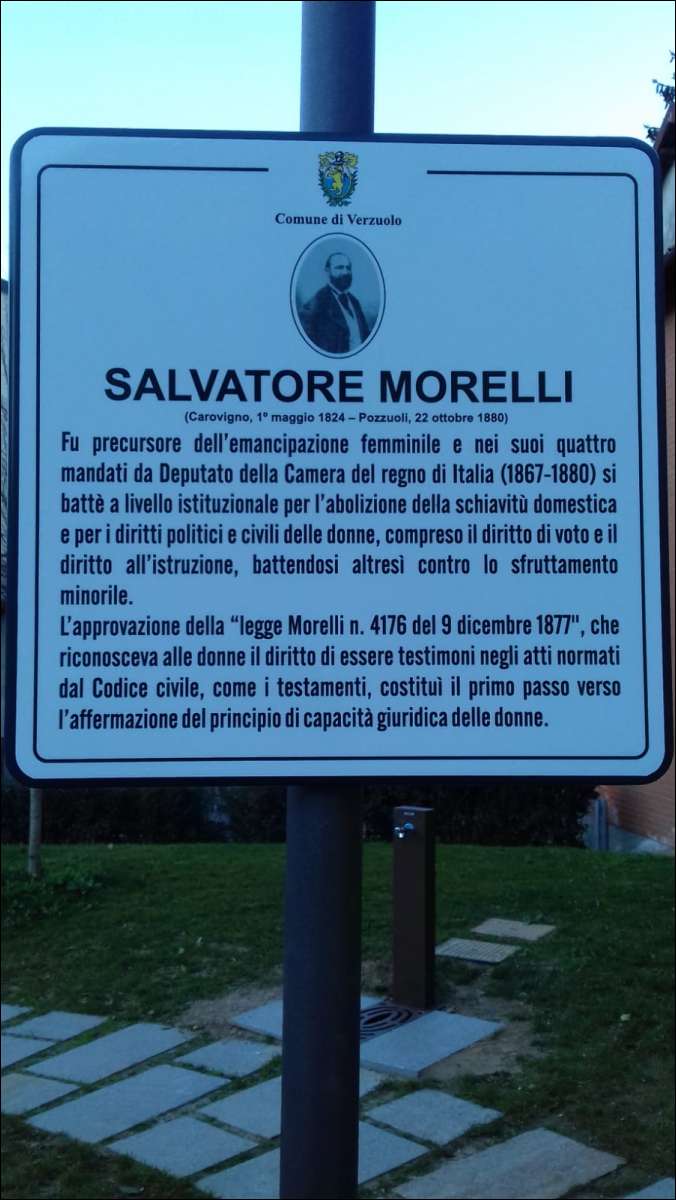 Comune di Verzuolo
SALVATORE MORELLI
(Carovigno, 1º maggio 1824 – Pozzuoli, 22 ottobre 1880)
Fu precursore dell'emancipazione femminile e nei suoi quattro
mandati da Deputato della Camera del regno di Italia (1867-1880) si
battè a livello istituzionale per l'abolizione della schiavitù domestica
e per i diritti politici e civili delle donne, compreso il diritto di voto e il
diritto all'istruzione, battendosi altresì contro lo sfruttamento
minorile.
L'approvazione della “legge Morelli n. 4176 del 9 dicembre 1877", che
riconosceva alle donne il diritto di essere testimoni negli atti normati
dal Codice civile, come i testamenti, costituì il primo passo verso
l'affermazione del principio di capacità giuridica delle donne.